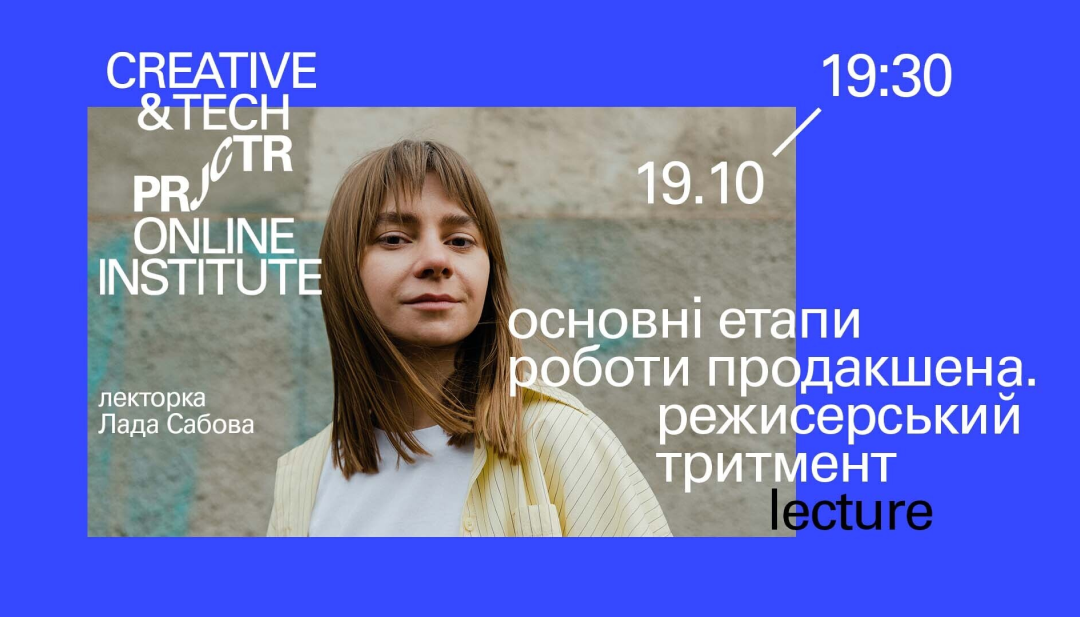 CREATIVE
&TECH
PRJCTR
ONLINE
INSTITUTE
19:30
19.10
основні етапи
роботи продакшена.
режисерський
тритмент
lecture
лекторка
Лада Сабова